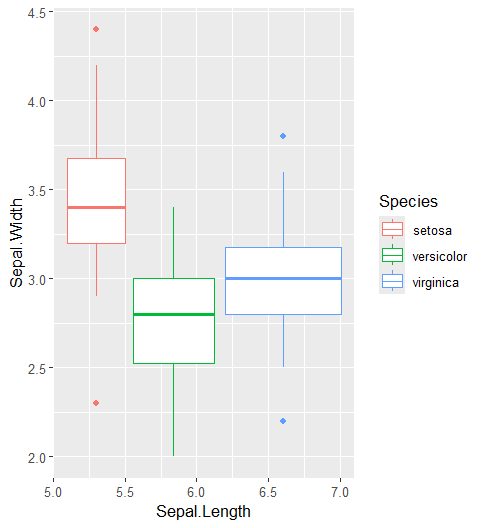 4.5
4.0
3.5
3.0
2.5
2.0
Sepal.Width
5.0 5.5 6.0 6.5 7.0
Sepal.Length
Species
setosa
versicolor
virginica